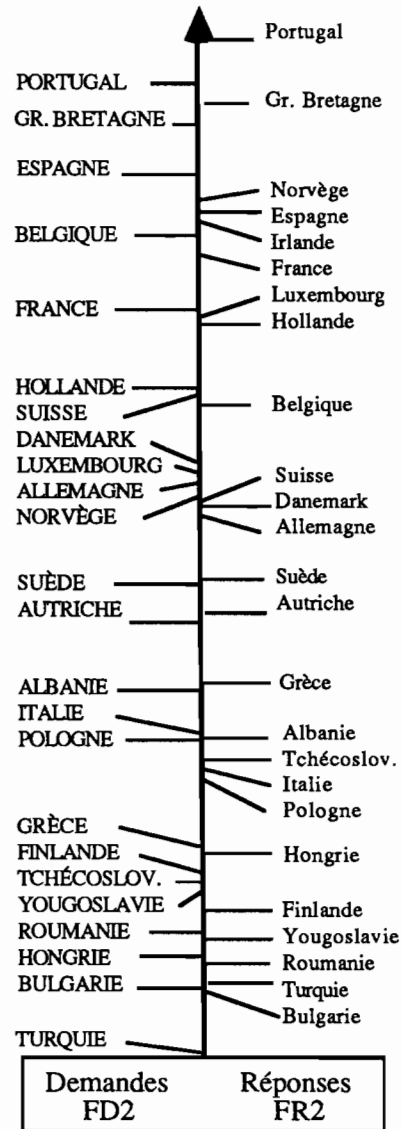 PORTUGAL
GR. BRETAGNE
ESPAGNE
BELGIQUE
FRANCE
HOLLANDE
SUISSE
DANEMARK
LUXEMBOURG
ALLEMAGNE
NORVÈGE
SUÈDE
AUTRICHE
ALBANIE
ITALIE
POLOGNE
GRÈCE
FINLANDE
TCHÉCOSLOV.
YOUGOSLAVIE
ROUMANIE
HONGRIE
BULGARIE
TURQUIE
Portugal
Gr. Bretagne
Norvège
Espagne
Irlande
France
Luxembourg
Hollande
Belgique
Suisse
Danemark
Allemagne
Suède
Autriche
Grèce
Albanie
Tchécoslov.
Italie
Pologne
Hongrie
Finlande
Yougoslavie
Roumanie
Turquie
Bulgarie
Demandes
FD2
Réponses
FR2